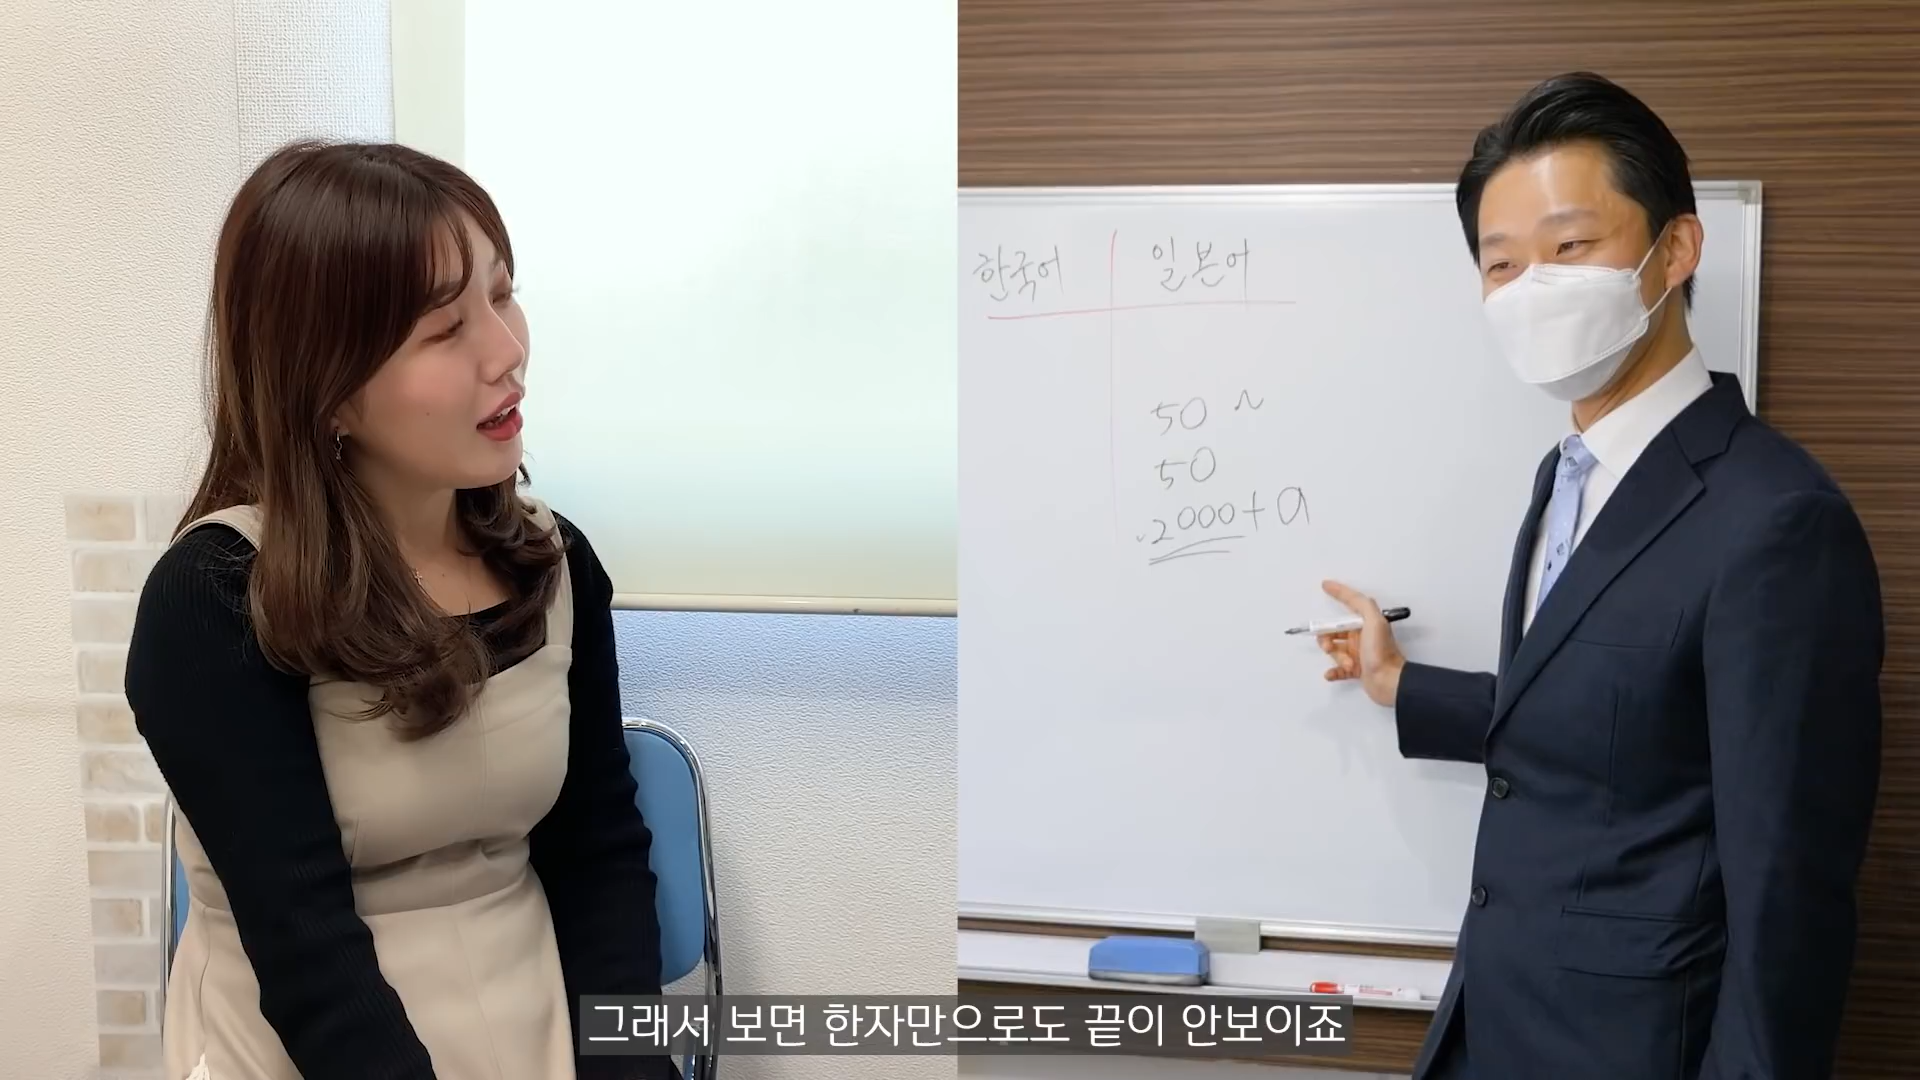 한국어 일본어
50 ~
50
2000+a
그래서 보면 한자만으로도 끝이 안보이죠